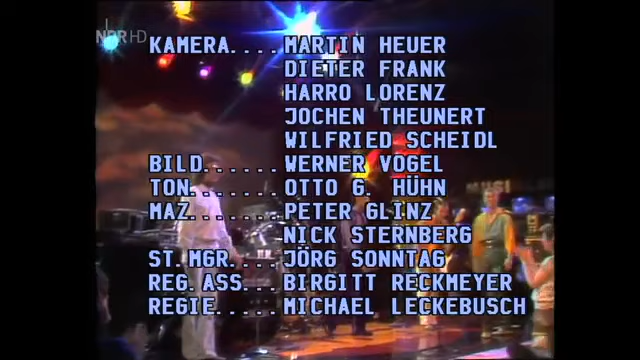 NDR HD
KAMERA....MARTIN HEUER
DIETER FRANK
HARRO LORENZ
JOCHEN THEUNERT
WILFRIED SCHEIDL
BILD......WERNER VOGEL
TON.......OTTO G. HÜHN
MAZ.......PETER GLINZ
NICK STERNBERG
ST.MGR....JÖRG SONNTAG
REG.ASS...BIRGITT RECKMEYER
REGIE.....MICHAEL LECKEBUSCH
MUSI